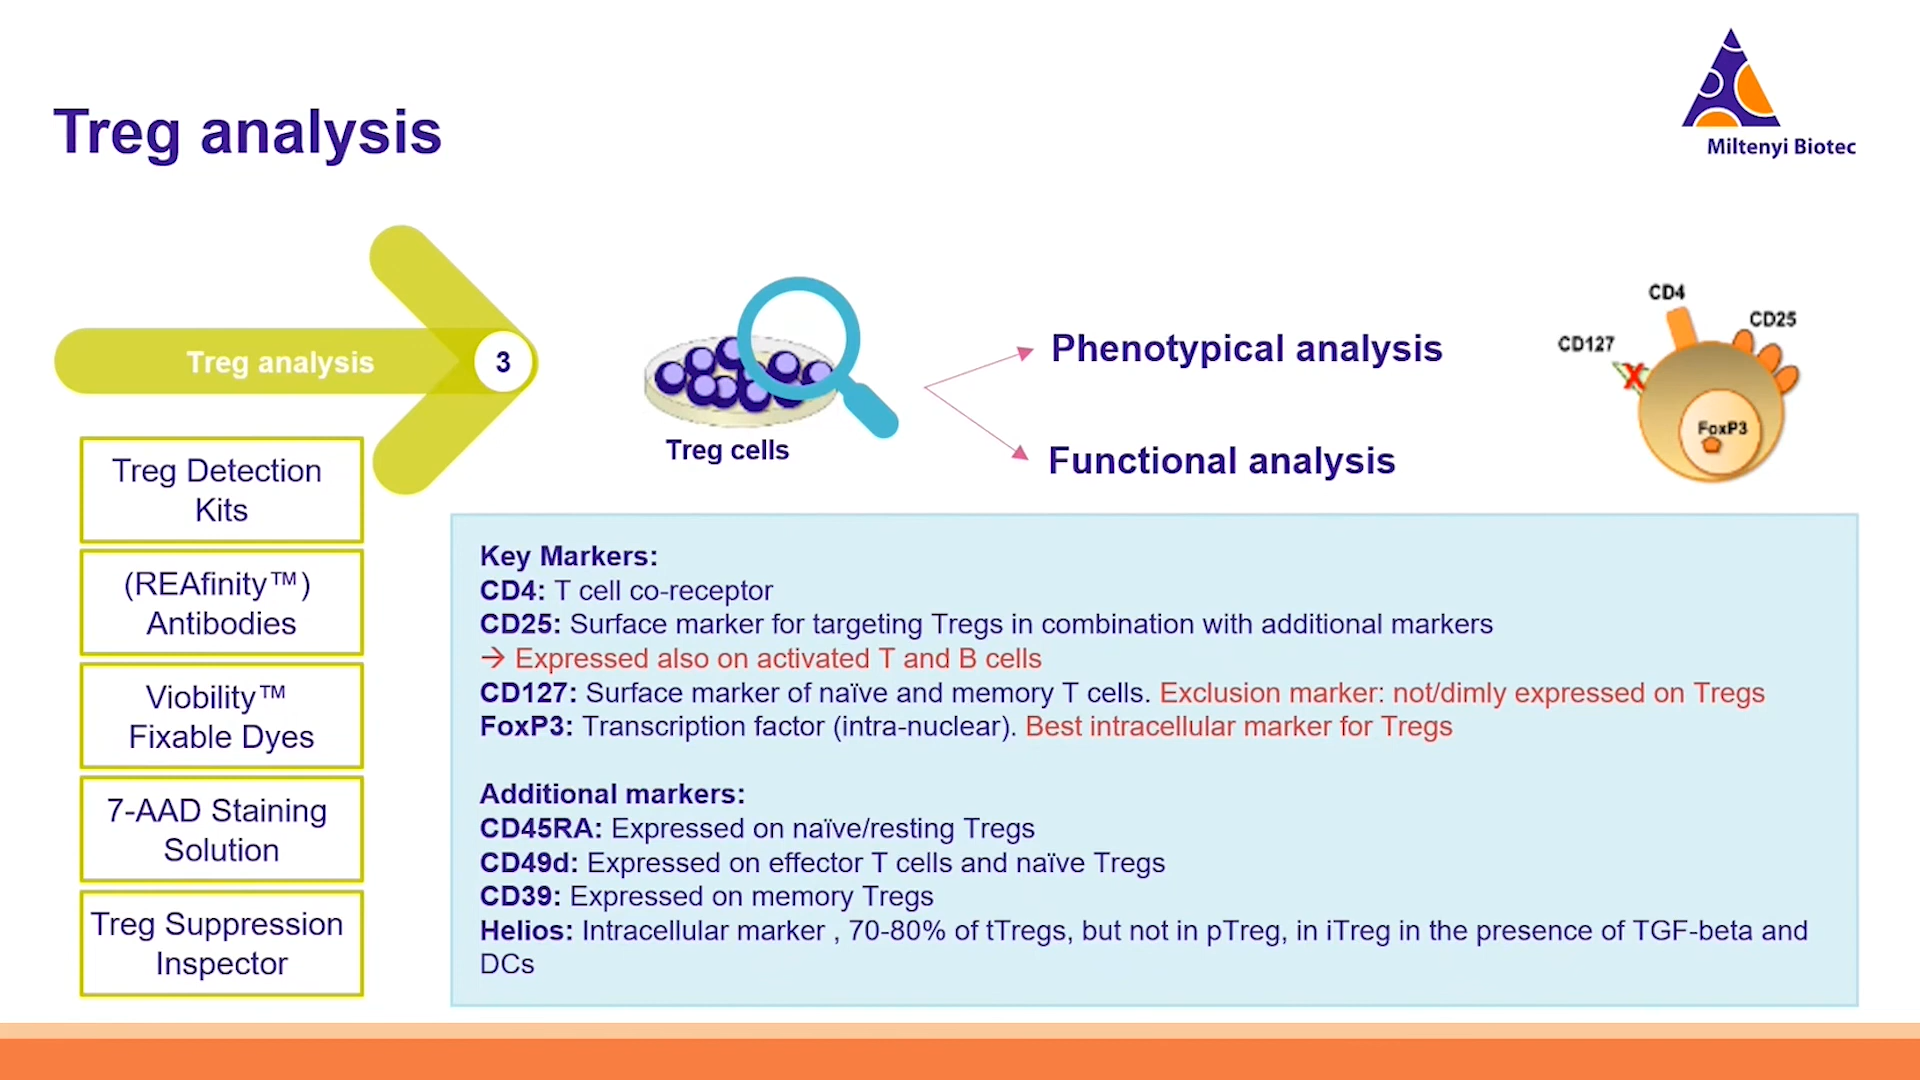 Treg analysis
Miltenyi Biotec
Treg analysis
3
Treg Detection
Kits
(REAfinity™)
Antibodies
Viobility™
Fixable Dyes
7-AAD Staining
Solution
Treg Suppression
Inspector
Treg cells
Phenotypical analysis
Functional analysis
CD4
CD25
CD127
X
FoxP3
Key Markers:
CD4: T cell co-receptor
CD25: Surface marker for targeting Tregs in combination with additional markers
→ Expressed also on activated T and B cells
CD127: Surface marker of naïve and memory T cells. Exclusion marker: not/dimly expressed on Tregs
FoxP3: Transcription factor (intra-nuclear). Best intracellular marker for Tregs
Additional markers:
CD45RA: Expressed on naïve/resting Tregs
CD49d: Expressed on effector T cells and naïve Tregs
CD39: Expressed on memory Tregs
Helios: Intracellular marker , 70-80% of tTregs, but not in pTreg, in iTreg in the presence of TGF-beta and
DCs